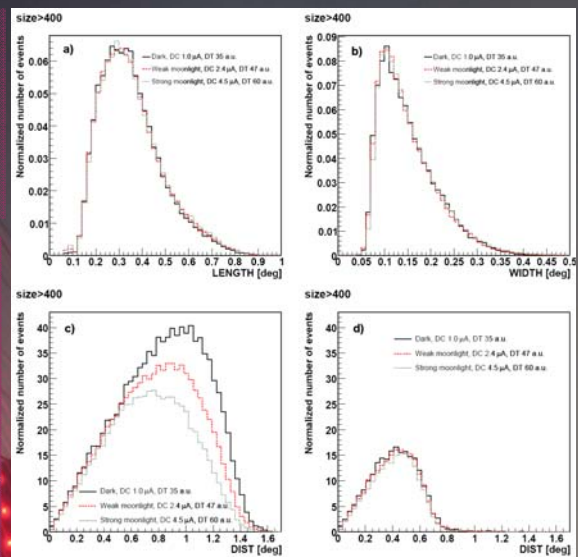 size>400
Normalized number of events
a)
Dark, DC 1.0 µA, DT 35 a.u.
Weak moonlight, DC 2.4 µA, DT 47 a.u.
Strong moonlight, DC 4.5 µA, DT 60 a.u.
0.06
0.05
0.04
0.03
0.02
0.01
0
0 0.1 0.2 0.3 0.4 0.5 0.6 0.7 0.8 0.9 1
LENGTH [deg]
size>400
Normalized number of events
b)
Dark, DC 1.0 µA, DT 35 a.u.
Weak moonlight, DC 2.4 µA, DT 47 a.u.
Strong moonlight, DC 4.5 µA, DT 60 a.u.
0.09
0.08
0.07
0.06
0.05
0.04
0.03
0.02
0.01
0
0 0.05 0.1 0.15 0.2 0.25 0.3 0.35 0.4 0.45 0.5
WIDTH [deg]
size>400
Normalized number of events
c)
40
35
30
25
20
15
10
5
0
Dark, DC 1.0 µA, DT 35 a.u.
Weak moonlight, DC 2.4 µA, DT 47 a.u.
Strong moonlight, DC 4.5 µA, DT 60 a.u.
0 0.2 0.4 0.6 0.8 1 1.2 1.4 1.6
DIST [deg]
size>400
Normalized number of events
d)
Dark, DC 1.0 µA, DT 35 a.u.
Weak moonlight, DC 2.4 µA, DT 47 a.u.
Strong moonlight, DC 4.5 µA, DT 60 a.u.
40
35
30
25
20
15
10
5
0
0 0.2 0.4 0.6 0.8 1 1.2 1.4 1.6
DIST [deg]